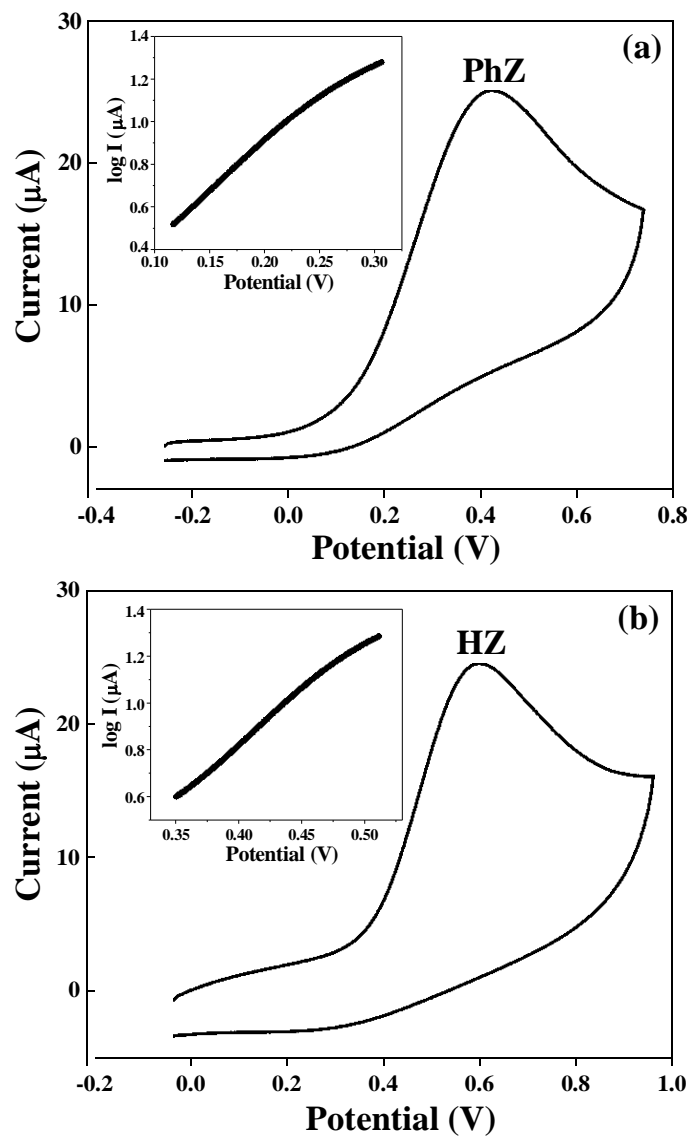 30
(a)
PhZ
20
10
0
Current (µA)
-0.4 -0.2 0.0 0.2 0.4 0.6 0.8
Potential (V)
1.4
1.2
1.0
0.8
0.6
0.4
log I (µA)
0.10 0.15 0.20 0.25 0.30
Potential (V)
30
(b)
HZ
20
10
0
Current (µA)
-0.2 0.0 0.2 0.4 0.6 0.8 1.0
Potential (V)
1.4
1.2
1.0
0.8
0.6
log I (µA)
0.35 0.40 0.45 0.50
Potential (V)